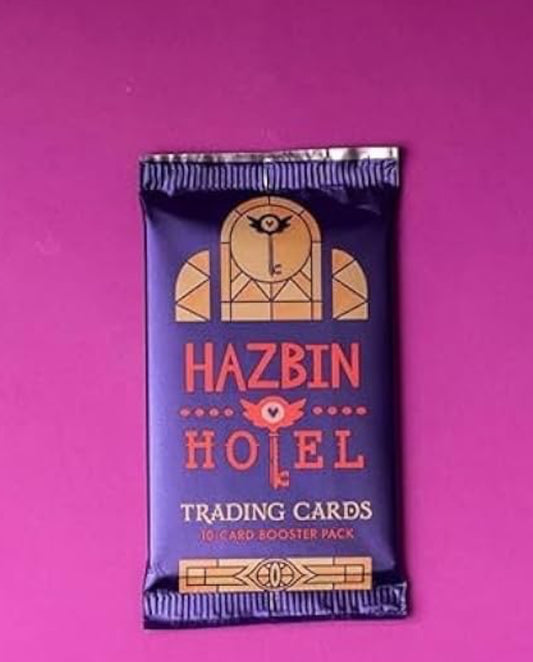 HAZBIN
HOTEL
TRADING CARDS
10-CARD BOOSTER PACK